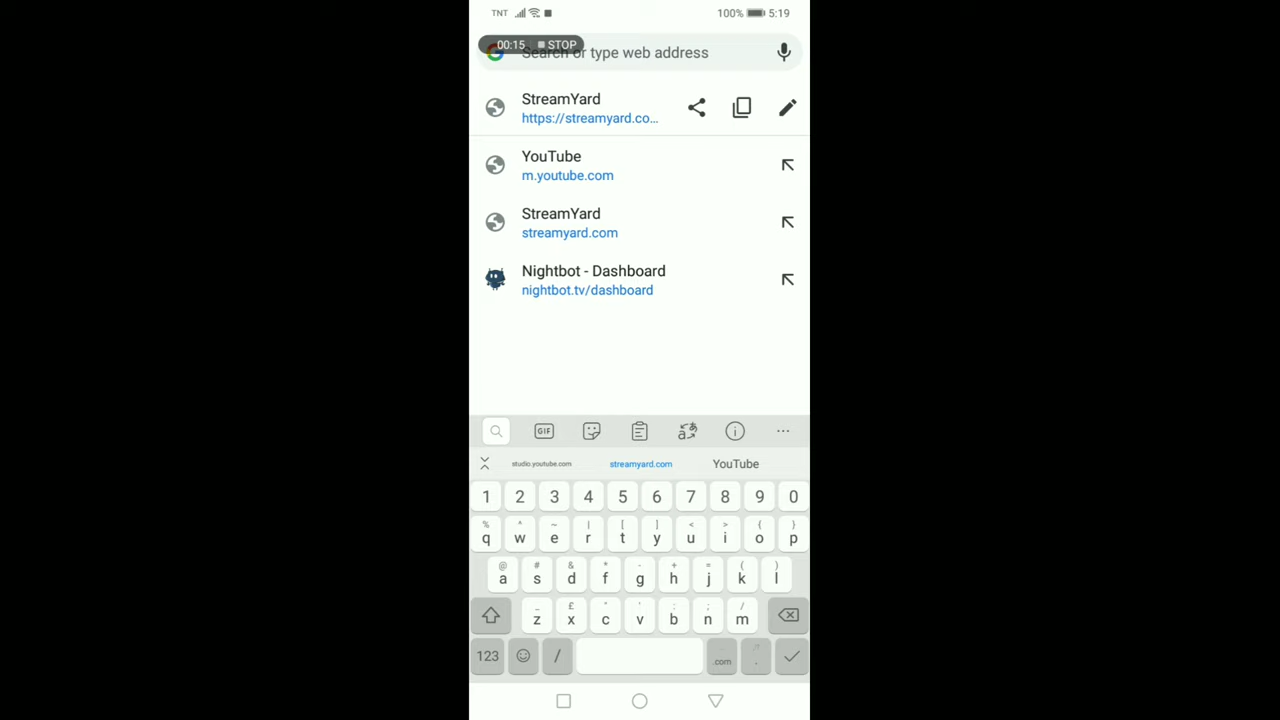 TNT 100% 5:19
00:15 STOP
Search or type web address
StreamYard
https://streamyard.co...
YouTube
m.youtube.com
StreamYard
streamyard.com
Nightbot - Dashboard
nightbot.tv/dashboard
GIF
studio.youtube.com streamyard.com YouTube
1 2 3 4 5 6 7 8 9 0
% ^ ~ | [ ] < > { }
q w e r t y u i o p
@ # & * - + = ( )
a s d f g h j k l
_ £ " ' : ; /
z x c v b n m
123 / .com .